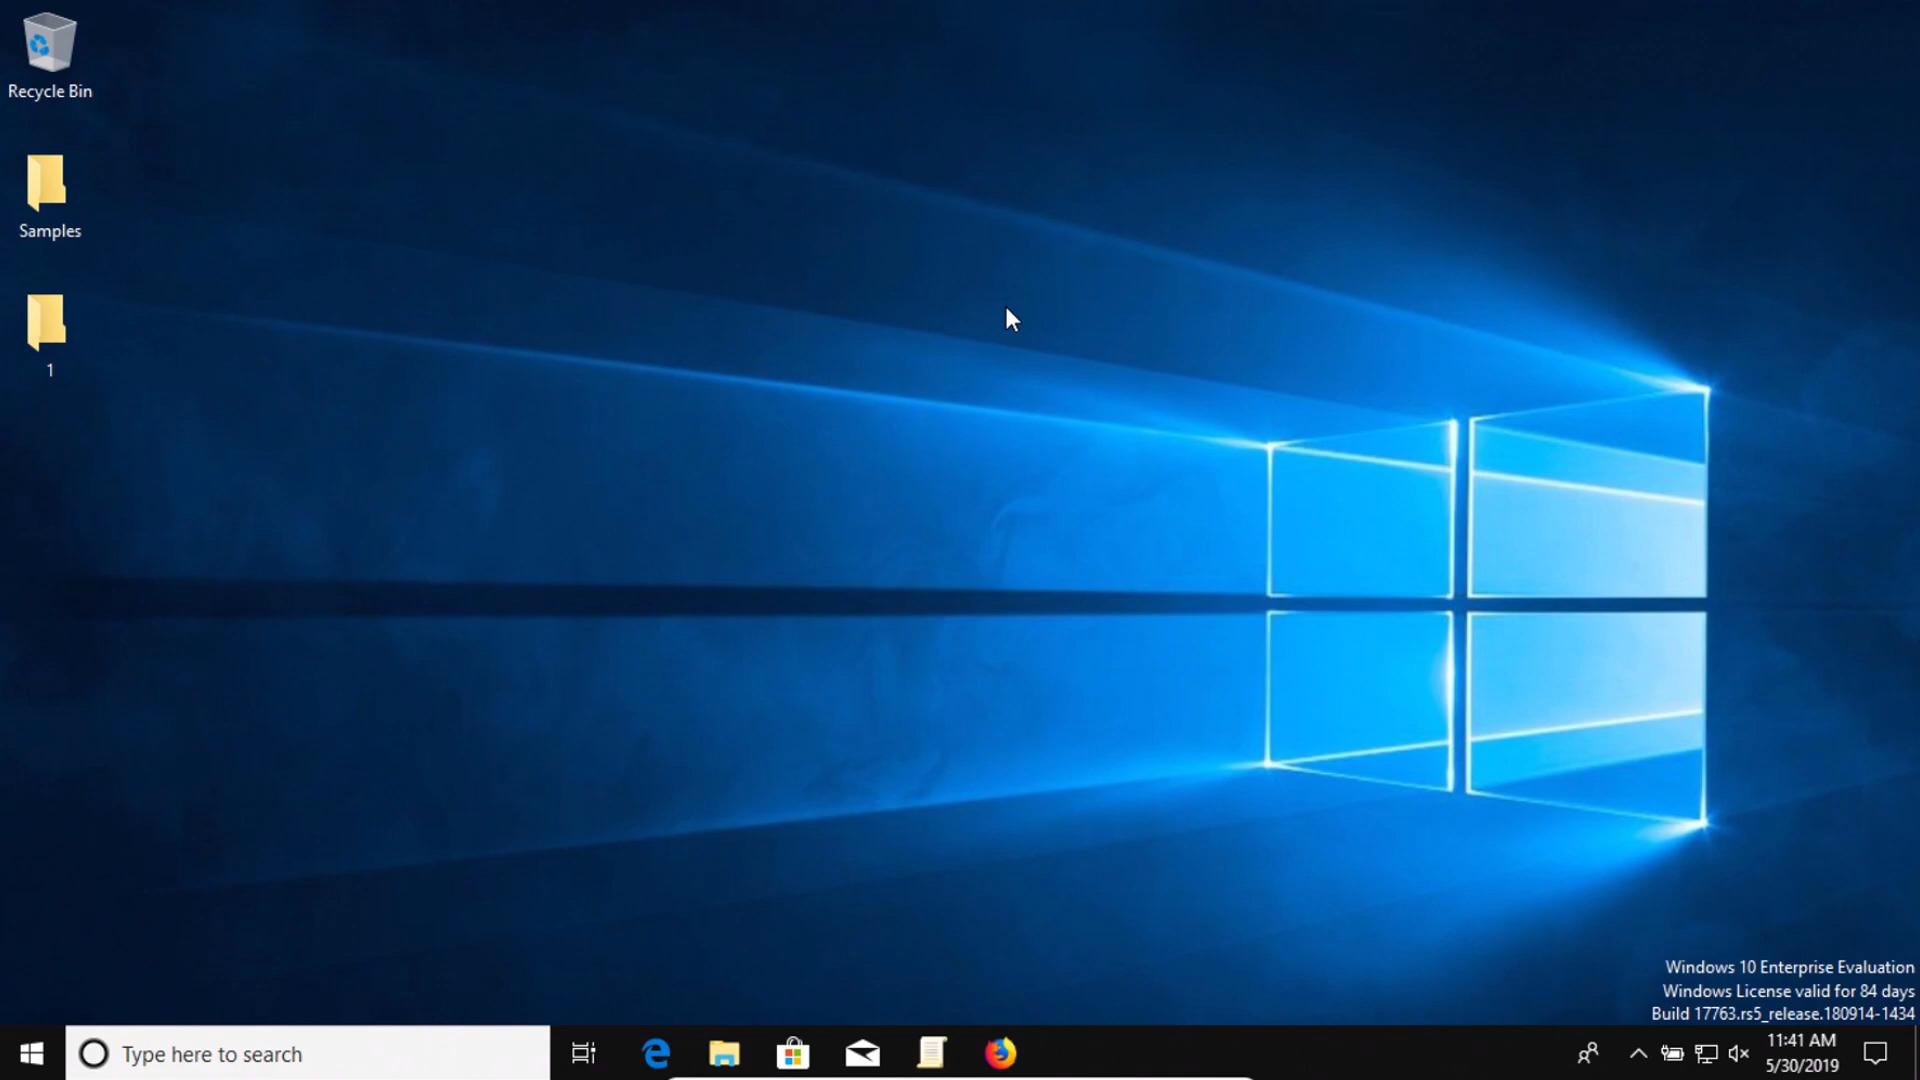 Recycle Bin
Samples
1
Windows 10 Enterprise Evaluation
Windows License valid for 84 days
Build 17763.rs5_release.180914-1434
Type here to search
11:41 AM
5/30/2019